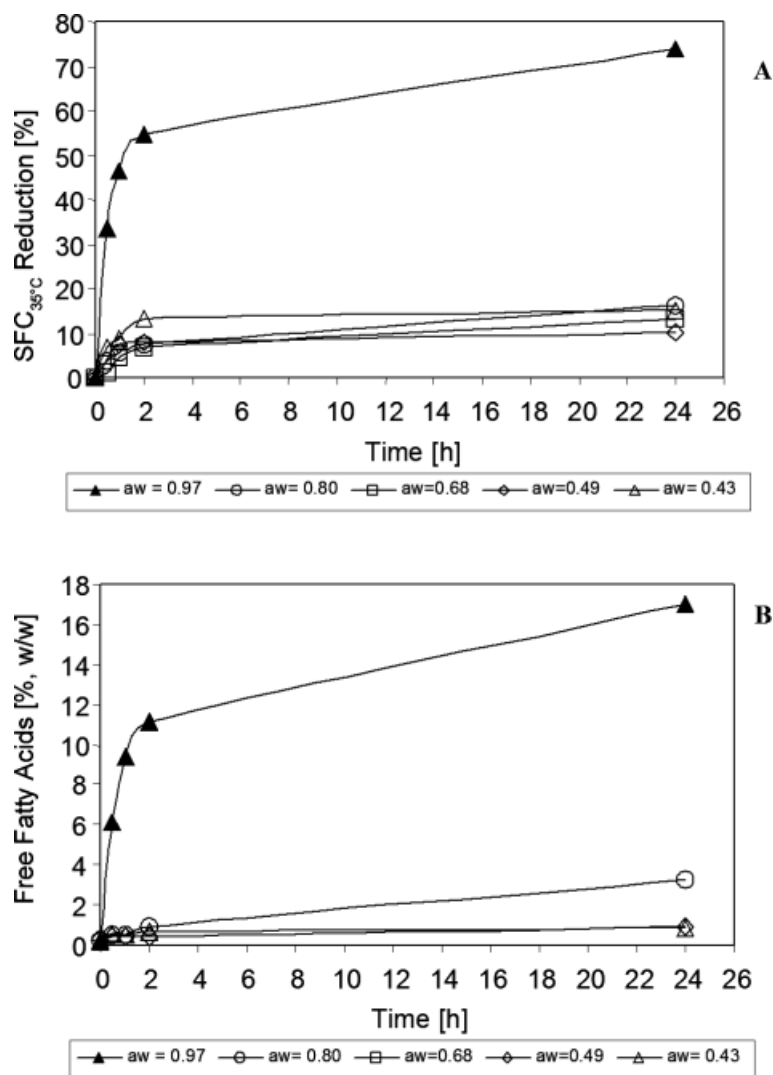 A
SFC35°C Reduction [%]
80
70
60
50
40
30
20
10
0
0 2 4 6 8 10 12 14 16 18 20 22 24 26
Time [h]
aw = 0.97 aw= 0.80 aw=0.68 aw=0.49 aw= 0.43
B
Free Fatty Acids [%, w/w]
18
16
14
12
10
8
6
4
2
0
0 2 4 6 8 10 12 14 16 18 20 22 24 26
Time [h]
aw = 0.97 aw= 0.80 aw=0.68 aw=0.49 aw= 0.43